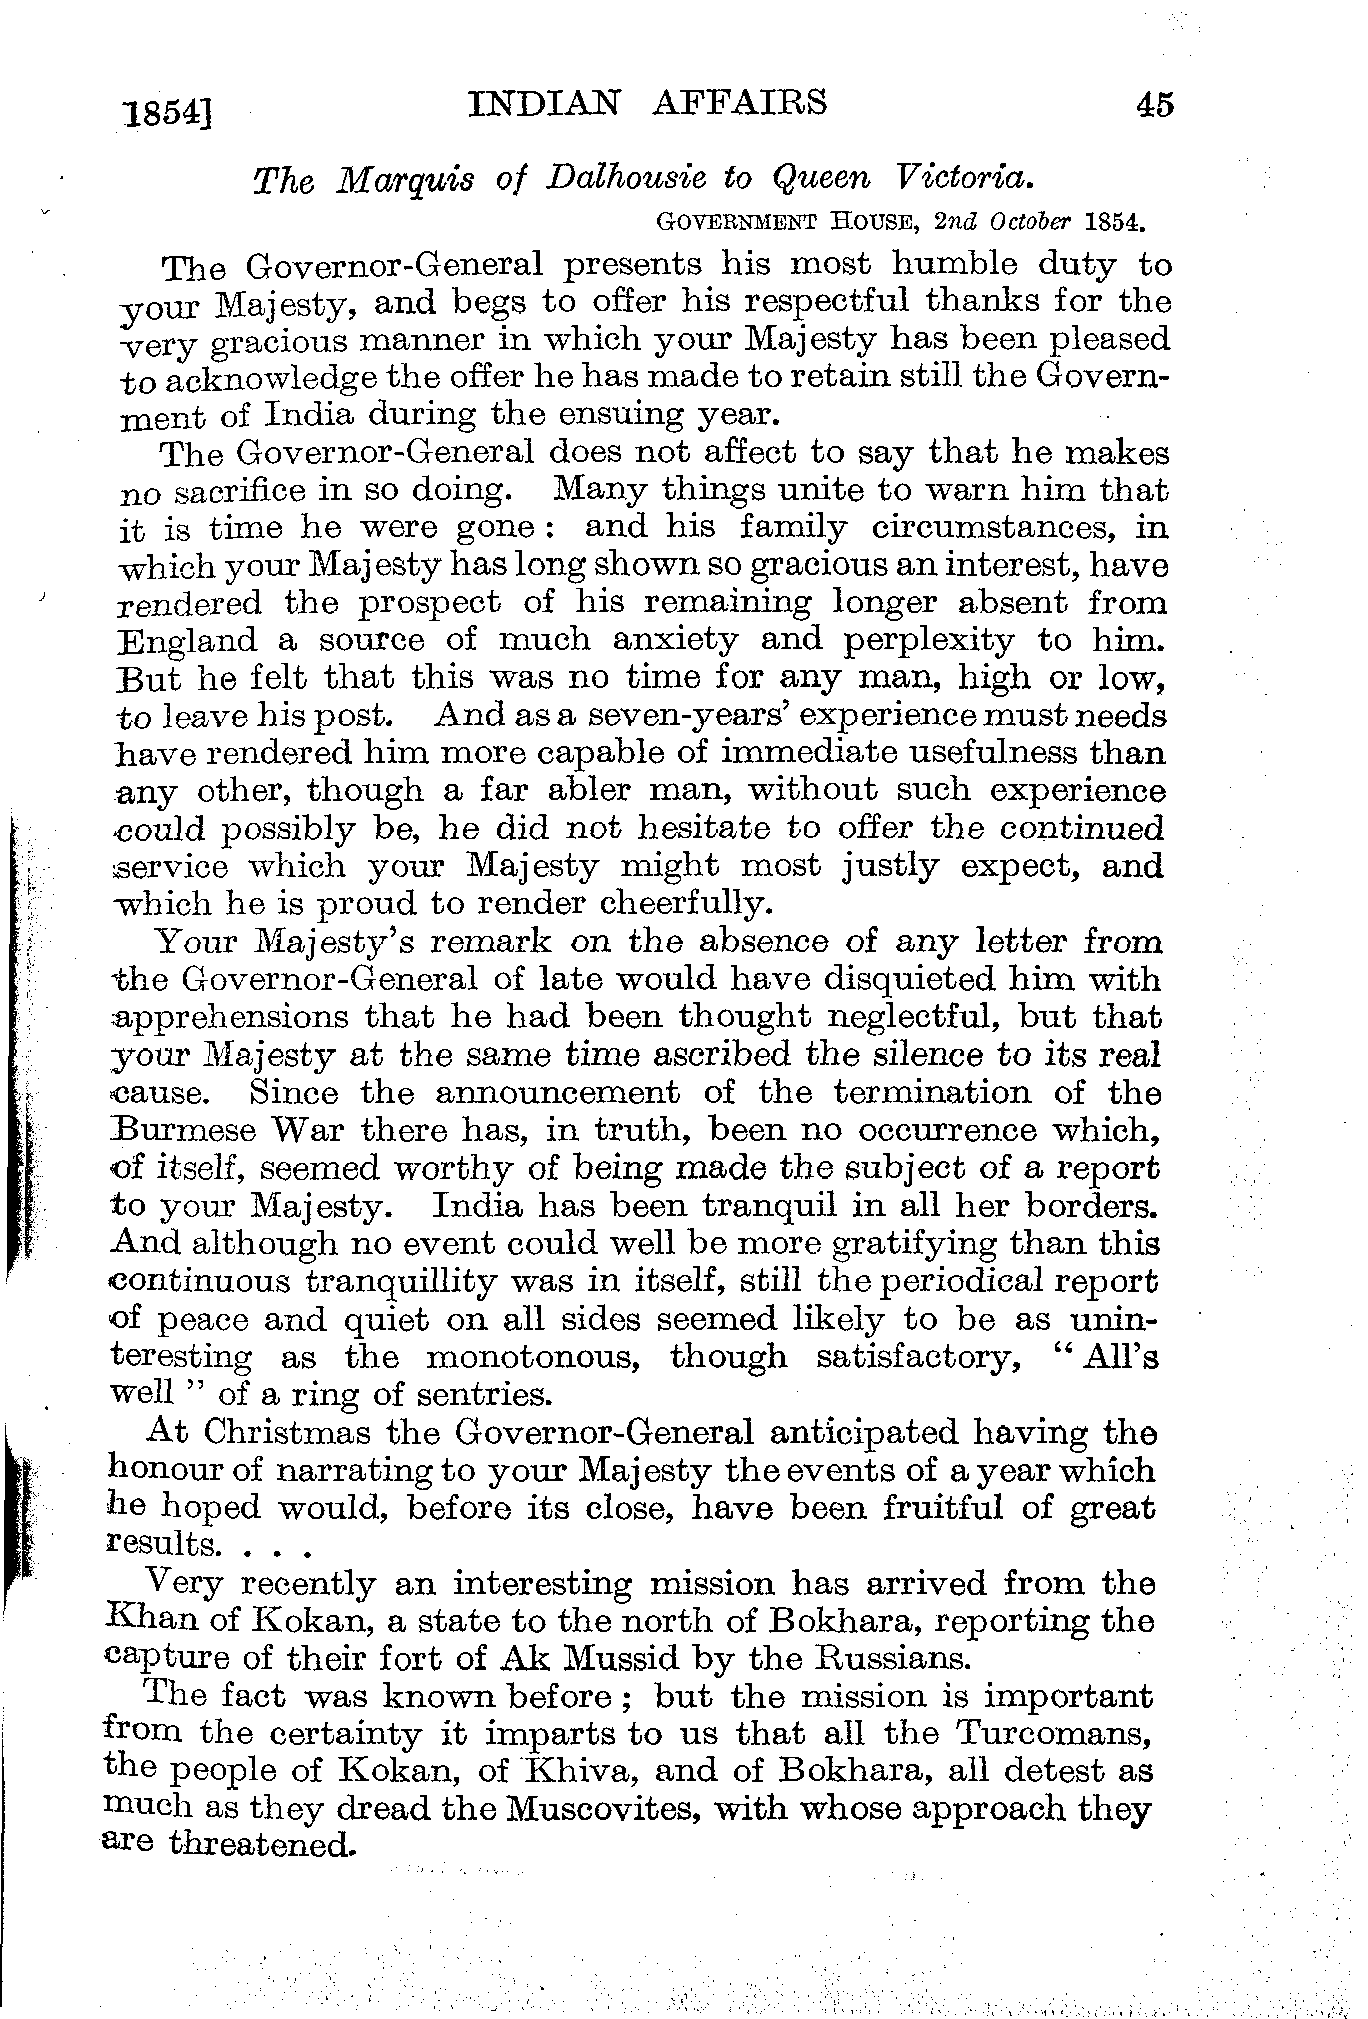 1854] INDIAN AFFAIRS 45
The Marquis of Dalhousie to Queen Victoria.
GOVERNMENT HOUSE, 2nd October 1854.
The Governor-General presents his most humble duty to
your Majesty, and begs to offer his respectful thanks for the
very gracious manner in which your Majesty has been pleased
to acknowledge the offer he has made to retain still the Govern-
ment of India during the ensuing year.
The Governor-General does not affect to say that he makes
no sacrifice in so doing. Many things unite to warn him that
it is time he were gone : and his family circumstances, in
which your Majesty has long shown so gracious an interest, have
rendered the prospect of his remaining longer absent from
England a source of much anxiety and perplexity to him.
But he felt that this was no time for any man, high or low,
to leave his post. And as a seven-years' experience must needs
have rendered him more capable of immediate usefulness than
any other, though a far abler man, without such experience
could possibly be, he did not hesitate to offer the continued
service which your Majesty might most justly expect, and
which he is proud to render cheerfully.
Your Majesty's remark on the absence of any letter from
the Governor-General of late would have disquieted him with
apprehensions that he had been thought neglectful, but that
your Majesty at the same time ascribed the silence to its real
cause. Since the announcement of the termination of the
Burmese War there has, in truth, been no occurrence which,
of itself, seemed worthy of being made the subject of a report
to your Majesty. India has been tranquil in all her borders.
And although no event could well be more gratifying than this
continuous tranquillity was in itself, still the periodical report
of peace and quiet on all sides seemed likely to be as unin-
teresting as the monotonous, though satisfactory, " All's
well " of a ring of sentries.
At Christmas the Governor-General anticipated having the
honour of narrating to your Majesty the events of a year which
he hoped would, before its close, have been fruitful of great
results. . . .
Very recently an interesting mission has arrived from the
Khan of Kokan, a state to the north of Bokhara, reporting the
capture of their fort of Ak Mussid by the Russians.
The fact was known before ; but the mission is important
from the certainty it imparts to us that all the Turcomans,
the people of Kokan, of Khiva, and of Bokhara, all detest as
much as they dread the Muscovites, with whose approach they
are threatened.